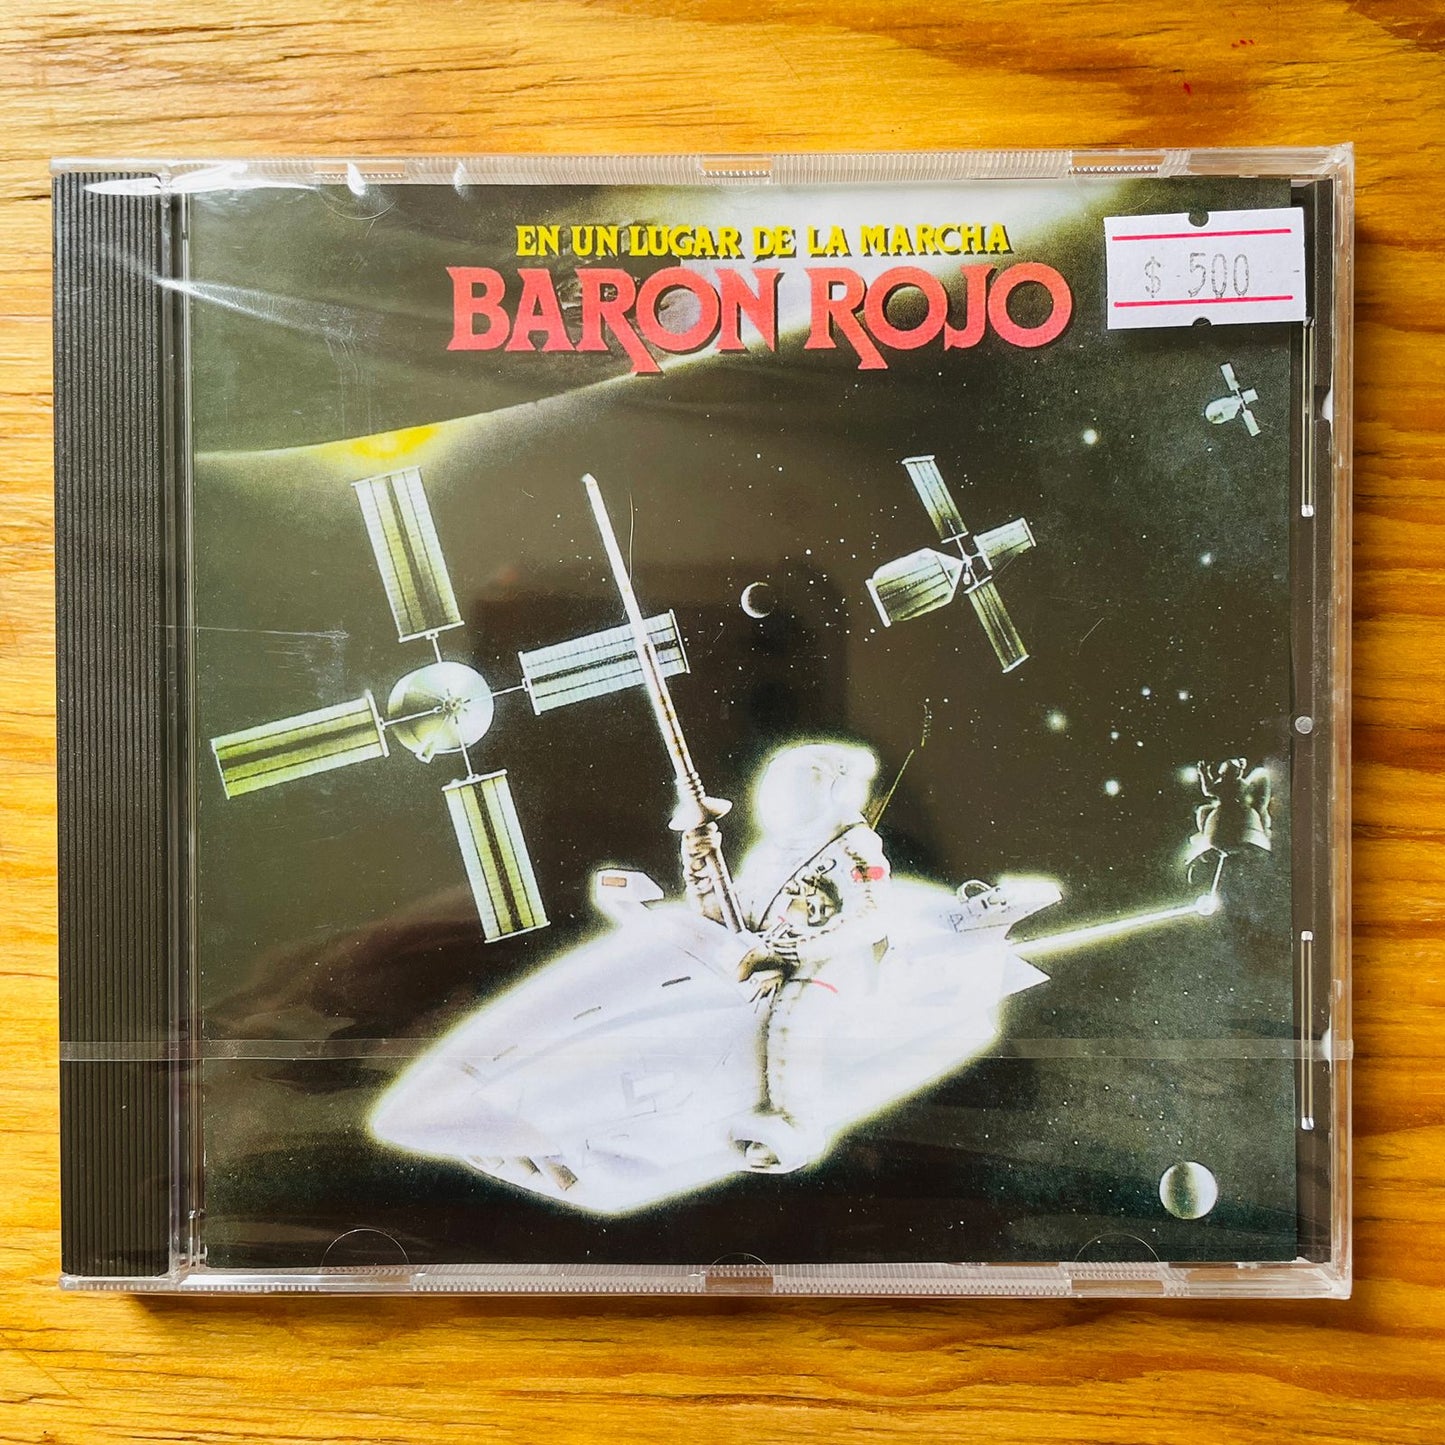 EN UN LUGAR DE LA MARCHA
BARON ROJO
$ 500